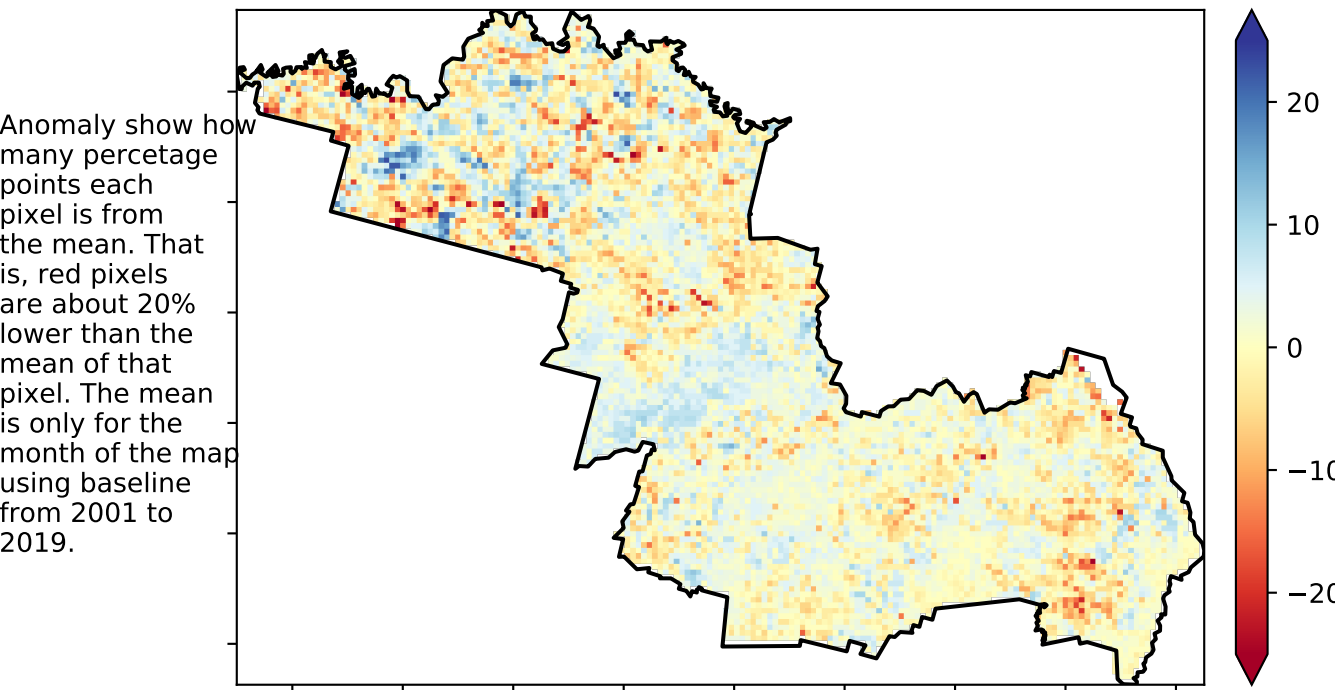 Anomaly show how
many percetage
points each
pixel is from
the mean. That
is, red pixels
are about 20%
lower than the
mean of that
pixel. The mean
is only for the
month of the map
using baseline
from 2001 to
2019.
20
10
0
−10
−20